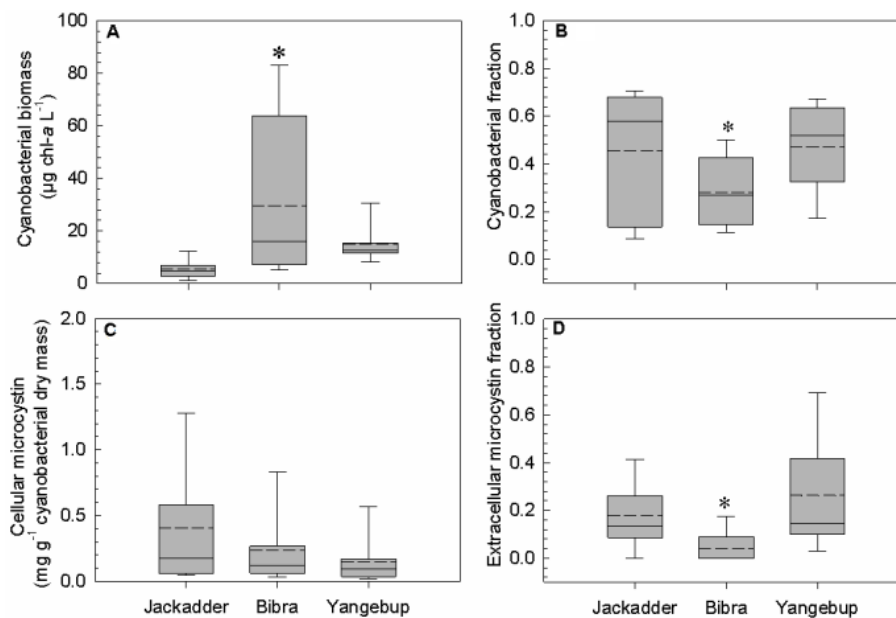 A
Cyanobacterial biomass
(µg chl-a L⁻¹)
100
80
60
40
20
0
*
B
Cyanobacterial fraction
1.0
0.8
0.6
0.4
0.2
0.0
*
C
Cellular microcystin
(mg g⁻¹ cyanobacterial dry mass)
2.0
1.5
1.0
0.5
0.0
Jackadder Bibra Yangebup
D
Extracellular microcystin fraction
1.0
0.8
0.6
0.4
0.2
0.0
*
Jackadder Bibra Yangebup